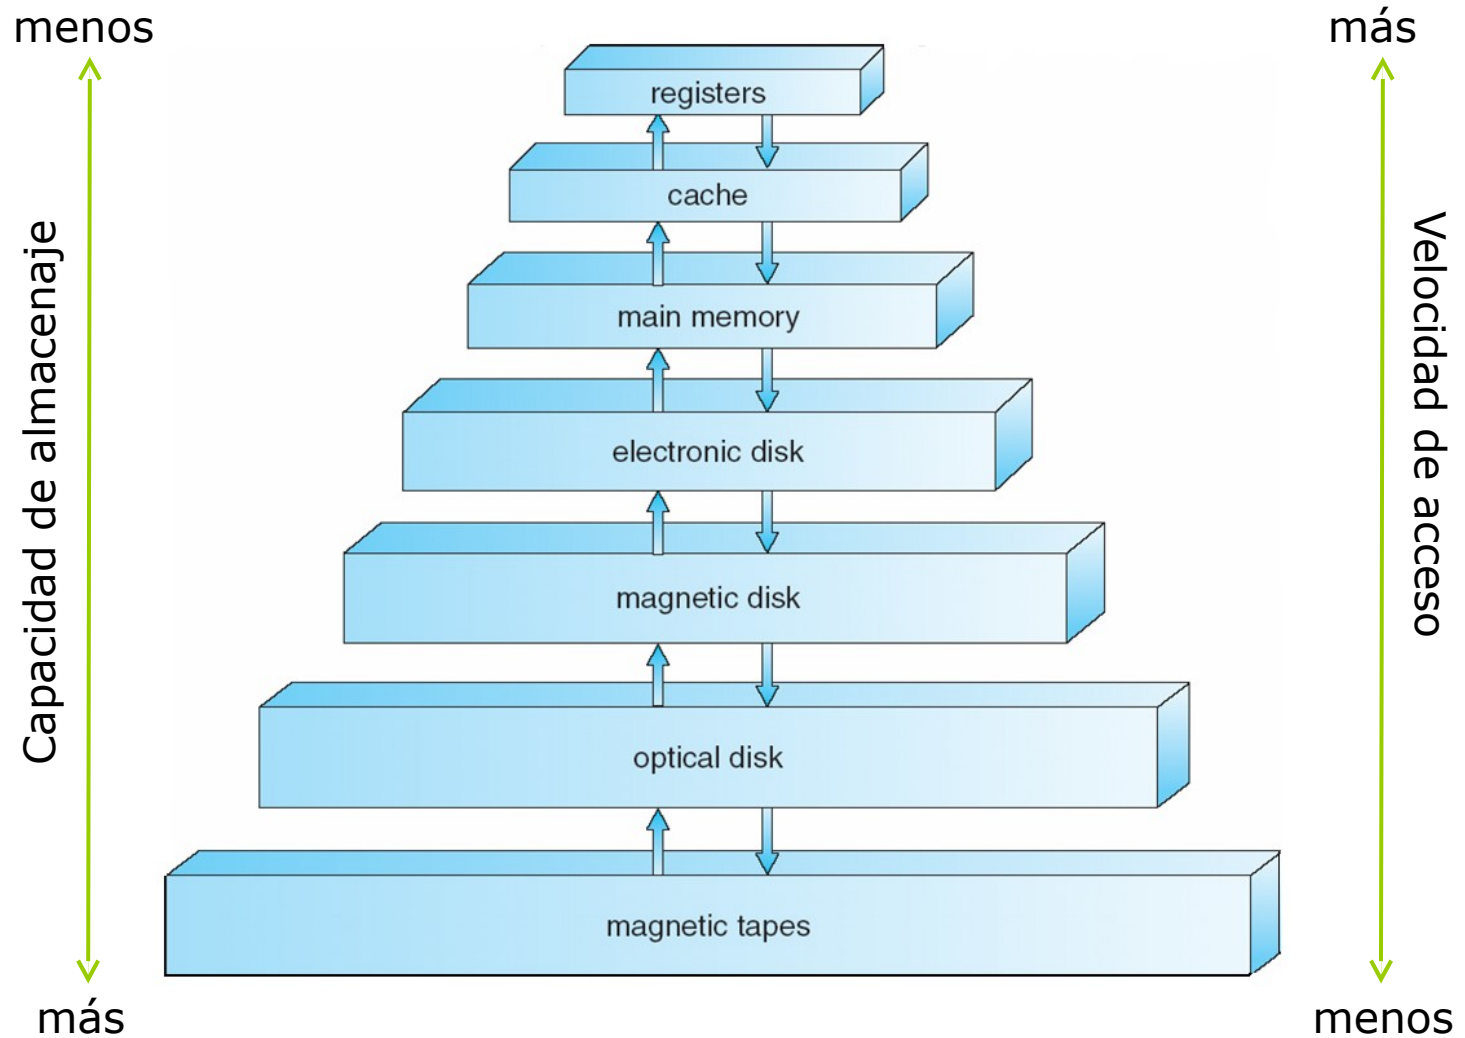 menos
más
registers
cache
main memory
electronic disk
magnetic disk
optical disk
magnetic tapes
Capacidad de almacenaje
Velocidad de acceso
más
menos